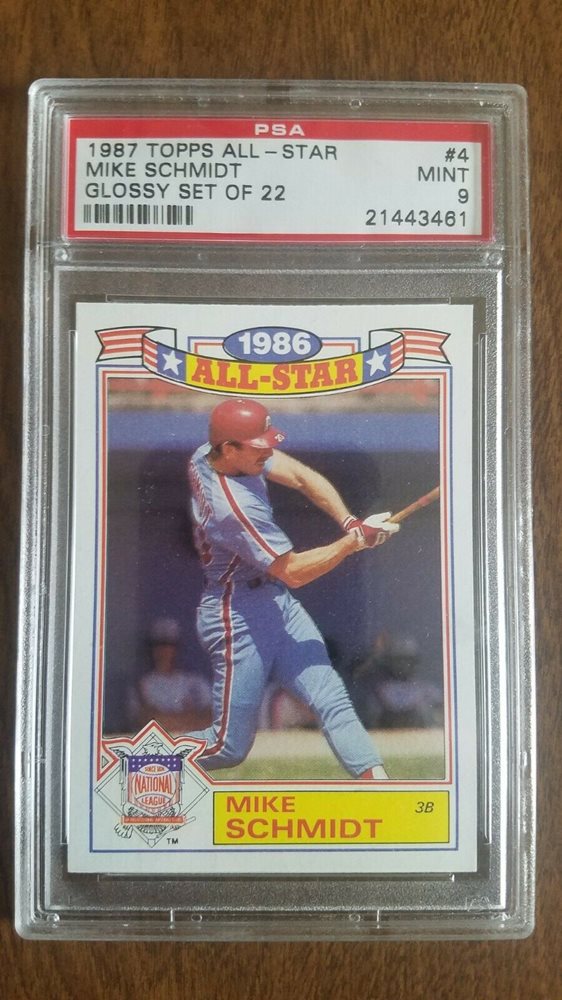 PSA
1987 TOPPS ALL-STAR #4
MIKE SCHMIDT MINT
GLOSSY SET OF 22 9
21443461
1986
ALL-STAR
NATIONAL
LEAGUE
TM
MIKE 3B
SCHMIDT